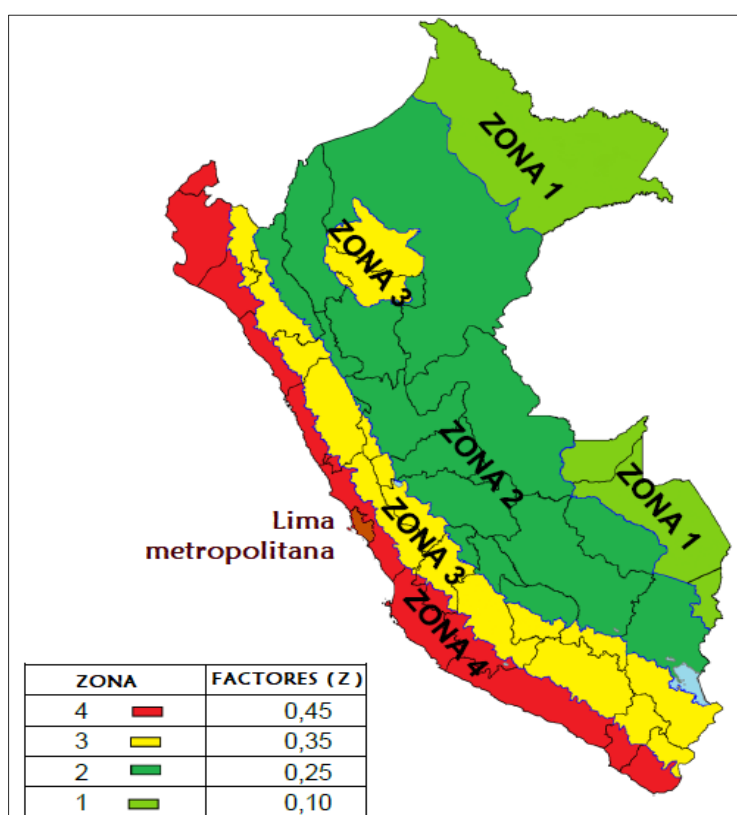 ZONA 1
ZONA 3
ZONA 2
ZONA 1
Lima
metropolitana
ZONA 3
ZONA 4
ZONA FACTORES (Z)
4 0,45
3 0,35
2 0,25
1 0,10